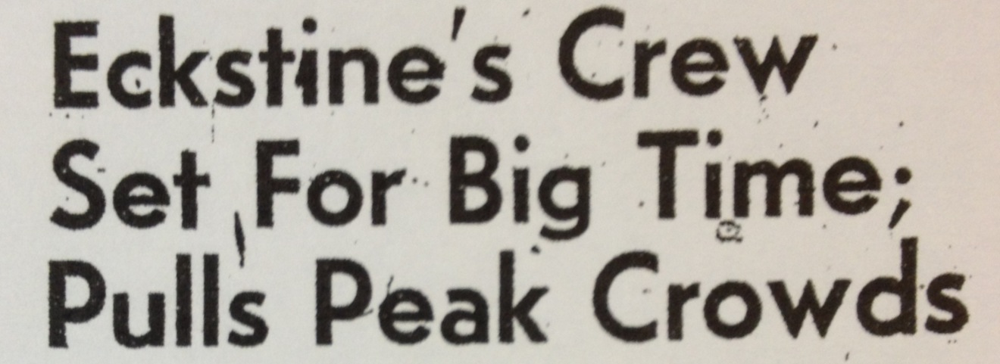 Eckstine's Crew
Set For Big Time;
Pulls Peak Crowds